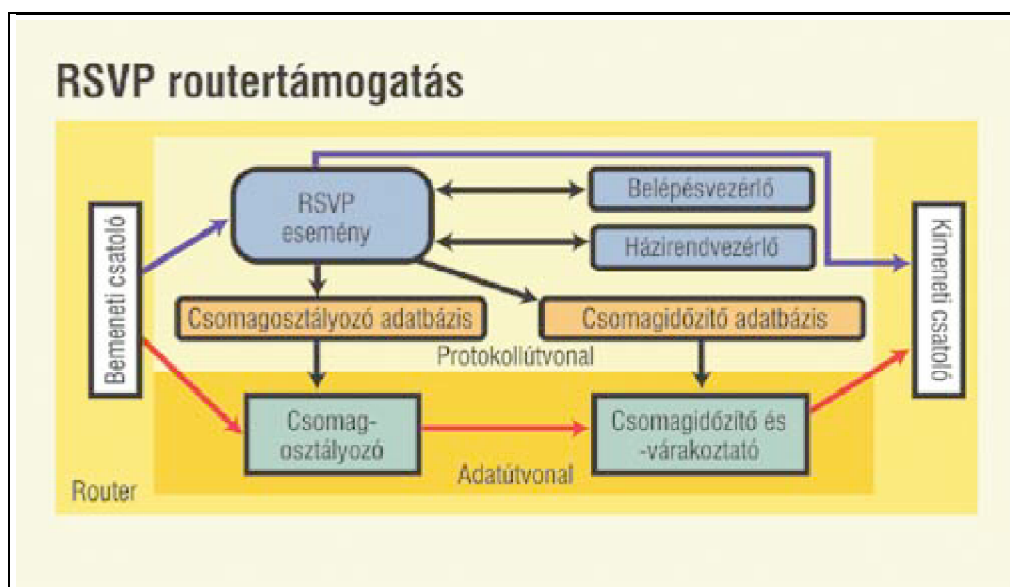 RSVP routertámogatás
RSVP
esemény
Belépésvezérlő
Házirendvezérlő
Bemeneti csatoló
Kimeneti csatoló
Csomagosztályozó adatbázis
Csomagidőzítő adatbázis
Protokollútvonal
Csomag-
osztályozó
Csomagidőzítő és
-várakoztató
Adatútvonal
Router